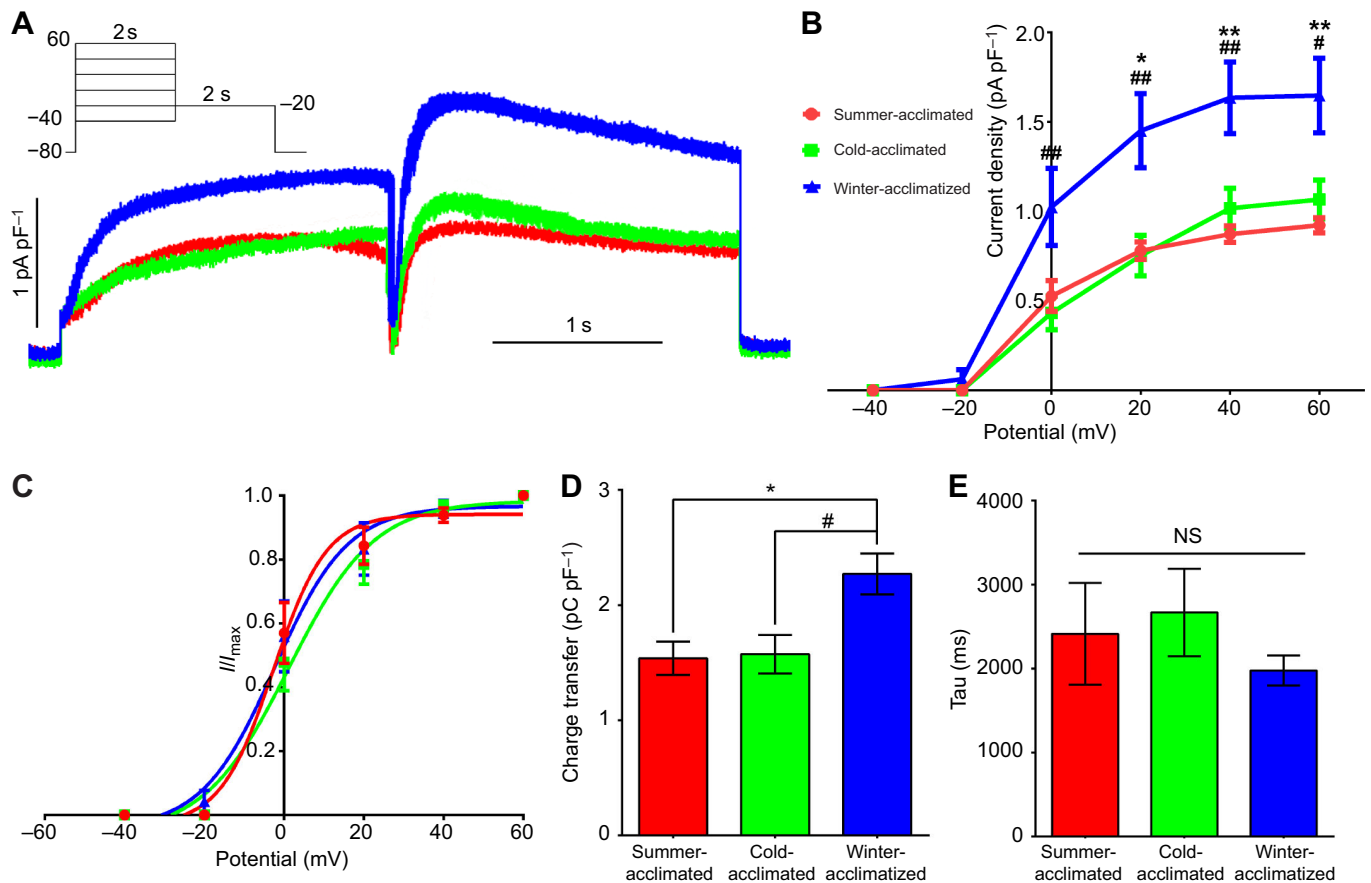 A
60
2 s
2 s
–20
–40
–80
1 pA pF–1
1 s
B
Summer-acclimated
Cold-acclimated
Winter-acclimatized
Current density (pA pF–1)
2.0
1.5
1.0
0.5
##
*
##
**
##
**
#
–40
–20
0
20
40
60
Potential (mV)
C
I/Imax
1.0
0.8
0.6
0.4
0.2
–60
–40
–20
0
20
40
60
Potential (mV)
D
Charge transfer (pC pF–1)
3
2
1
0
*
#
Summer-
acclimated
Cold-
acclimated
Winter-
acclimatized
E
Tau (ms)
4000
3000
2000
1000
0
NS
Summer-
acclimated
Cold-
acclimated
Winter-
acclimatized